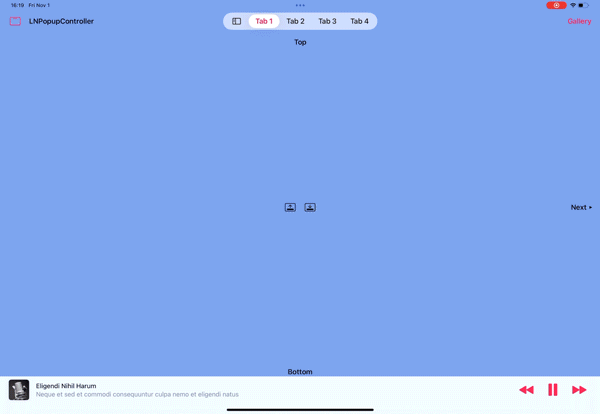 16:19 Fri Nov 1
LNPopupController
Tab 1 Tab 2 Tab 3 Tab 4
Gallery
Top
Next ▸
Bottom
Eligendi Nihil Harum
Neque et sed et commodi consequuntur culpa nemo et eligendi natus